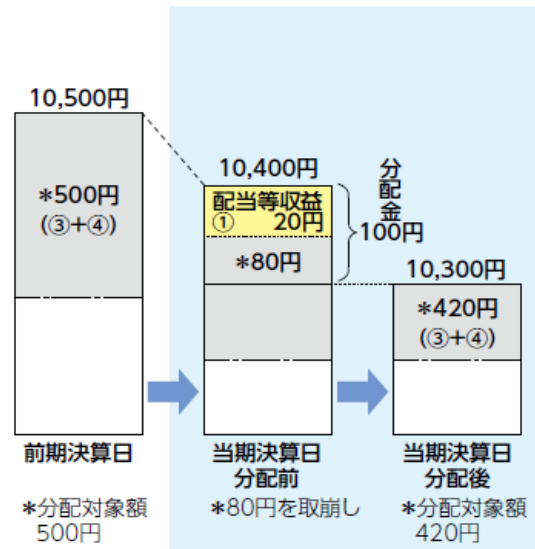 10,500円
*500円
(③+④)
前期決算日
*分配対象額
500円
10,400円
配当等収益
① 20円
*80円
分配金
100円
当期決算日
分配前
*80円を取崩し
10,300円
*420円
(③+④)
当期決算日
分配後
*分配対象額
420円